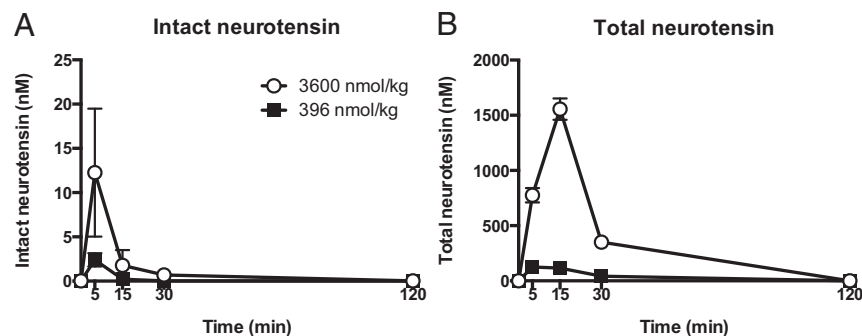 A
Intact neurotensin
Intact neurotensin (nM)
25
20
15
10
5
0
5
15
30
120
Time (min)
3600 nmol/kg
396 nmol/kg
B
Total neurotensin
Total neurotensin (nM)
2000
1500
1000
500
0
5
15
30
120
Time (min)